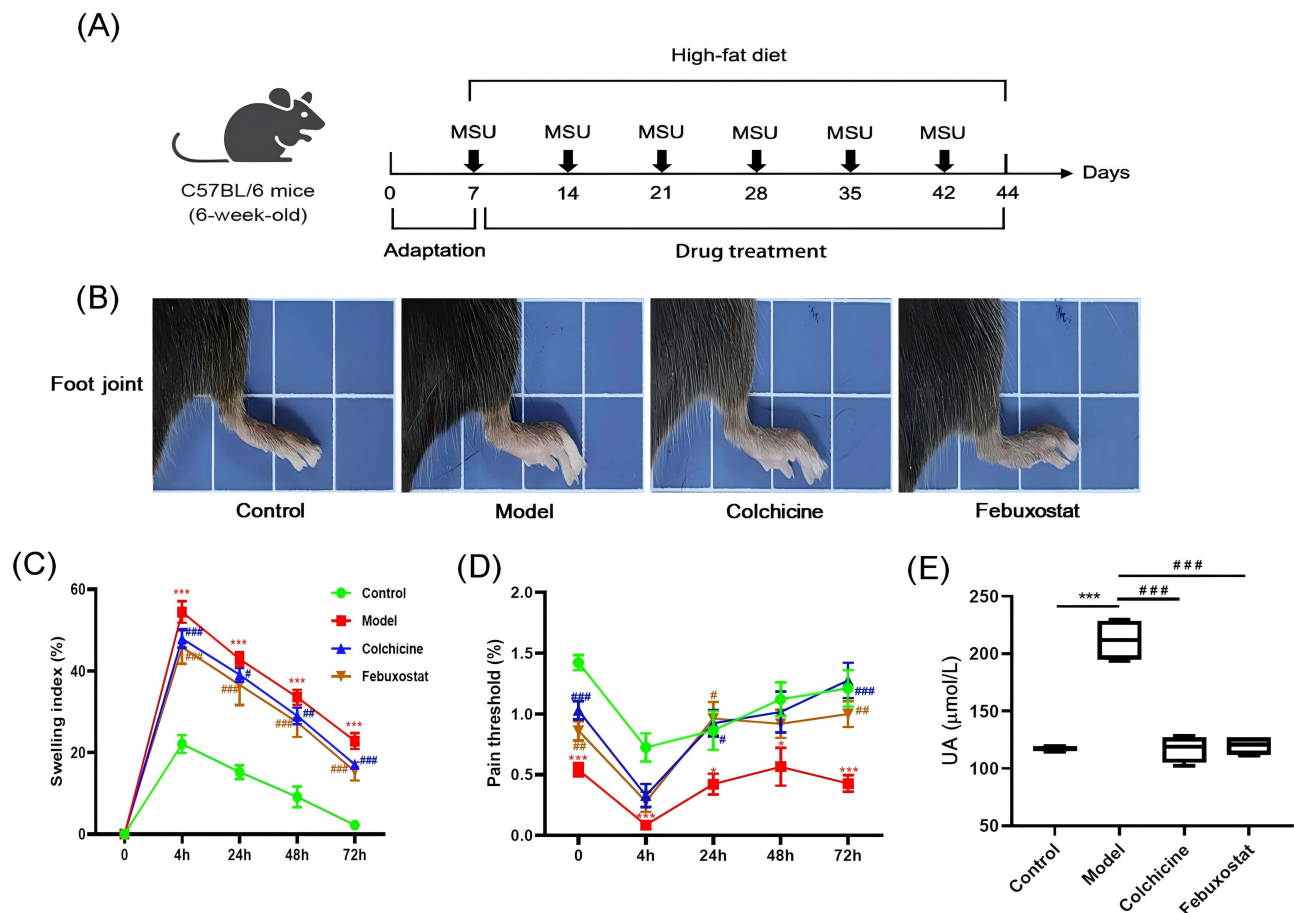 (A)
High-fat diet
MSU MSU MSU MSU MSU MSU
Days
0 7 14 21 28 35 42 44
C57BL/6 mice
(6-week-old)
Adaptation
Drug treatment
(B)
Foot joint
Control Model Colchicine Febuxostat
(C)
Swelling index (%)
60
40
20
0
0 4h 24h 48h 72h
Control
Model
Colchicine
Febuxostat
***
###
###
***
#
###
***
##
###
***
###
###
(D)
Pain threshold (%)
2.0
1.5
1.0
0.5
0.0
0 4h 24h 48h 72h
###
##
***
***
#
#
*
*
###
##
***
(E)
UA (μmol/L)
250
200
150
100
50
***
###
###
Control
Model
Colchicine
Febuxostat